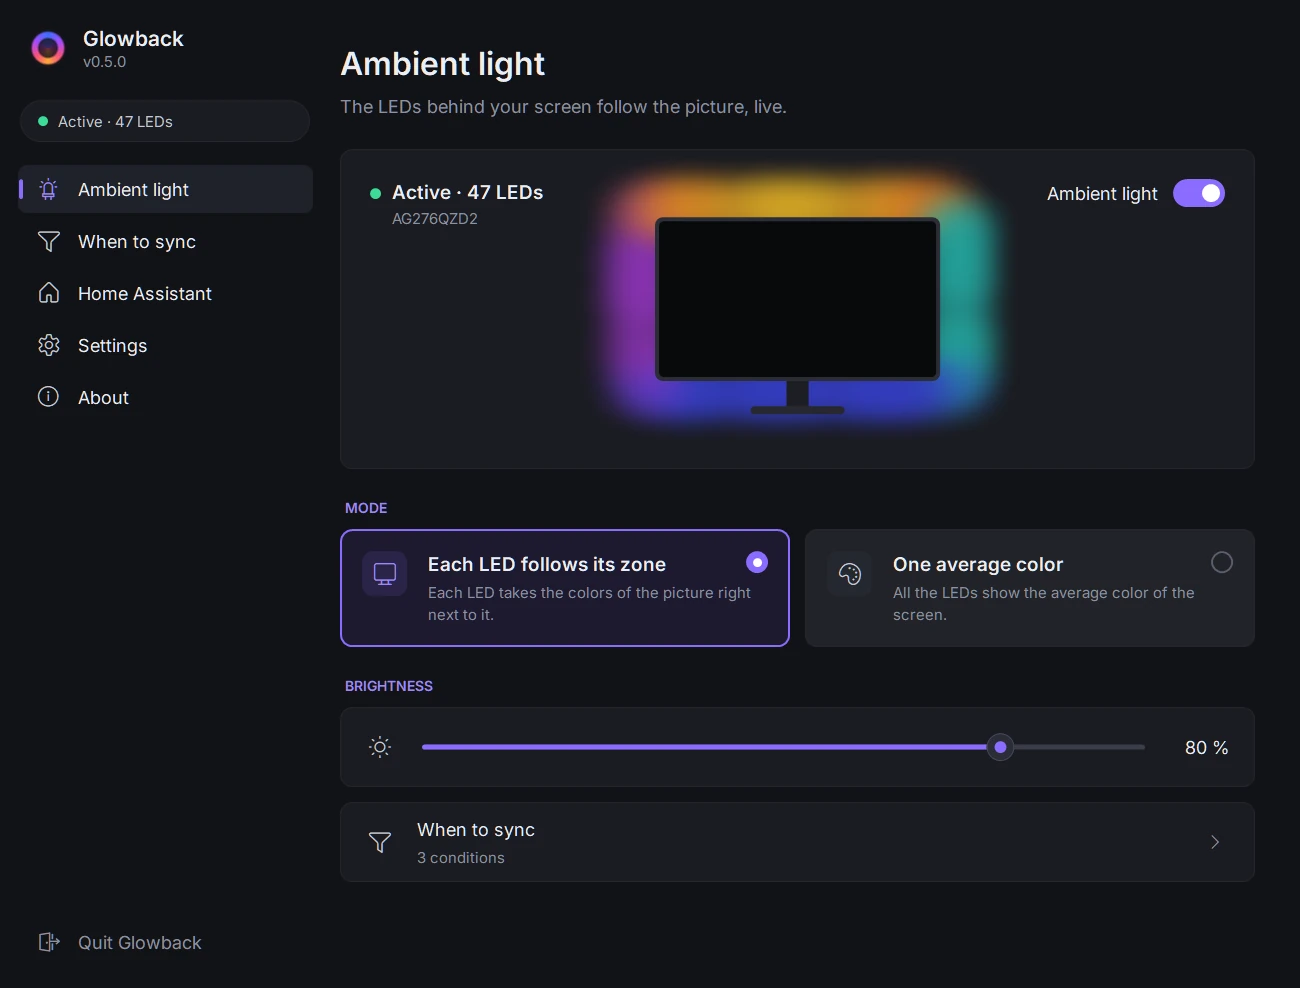 Glowback
v0.5.0
Active · 47 LEDs
Ambient light
When to sync
Home Assistant
Settings
About
Quit Glowback
Ambient light
The LEDs behind your screen follow the picture, live.
Active · 47 LEDs
AG276QZD2
Ambient light
MODE
Each LED follows its zone
Each LED takes the colors of the picture right
next to it.
One average color
All the LEDs show the average color of the
screen.
BRIGHTNESS
80 %
When to sync
3 conditions